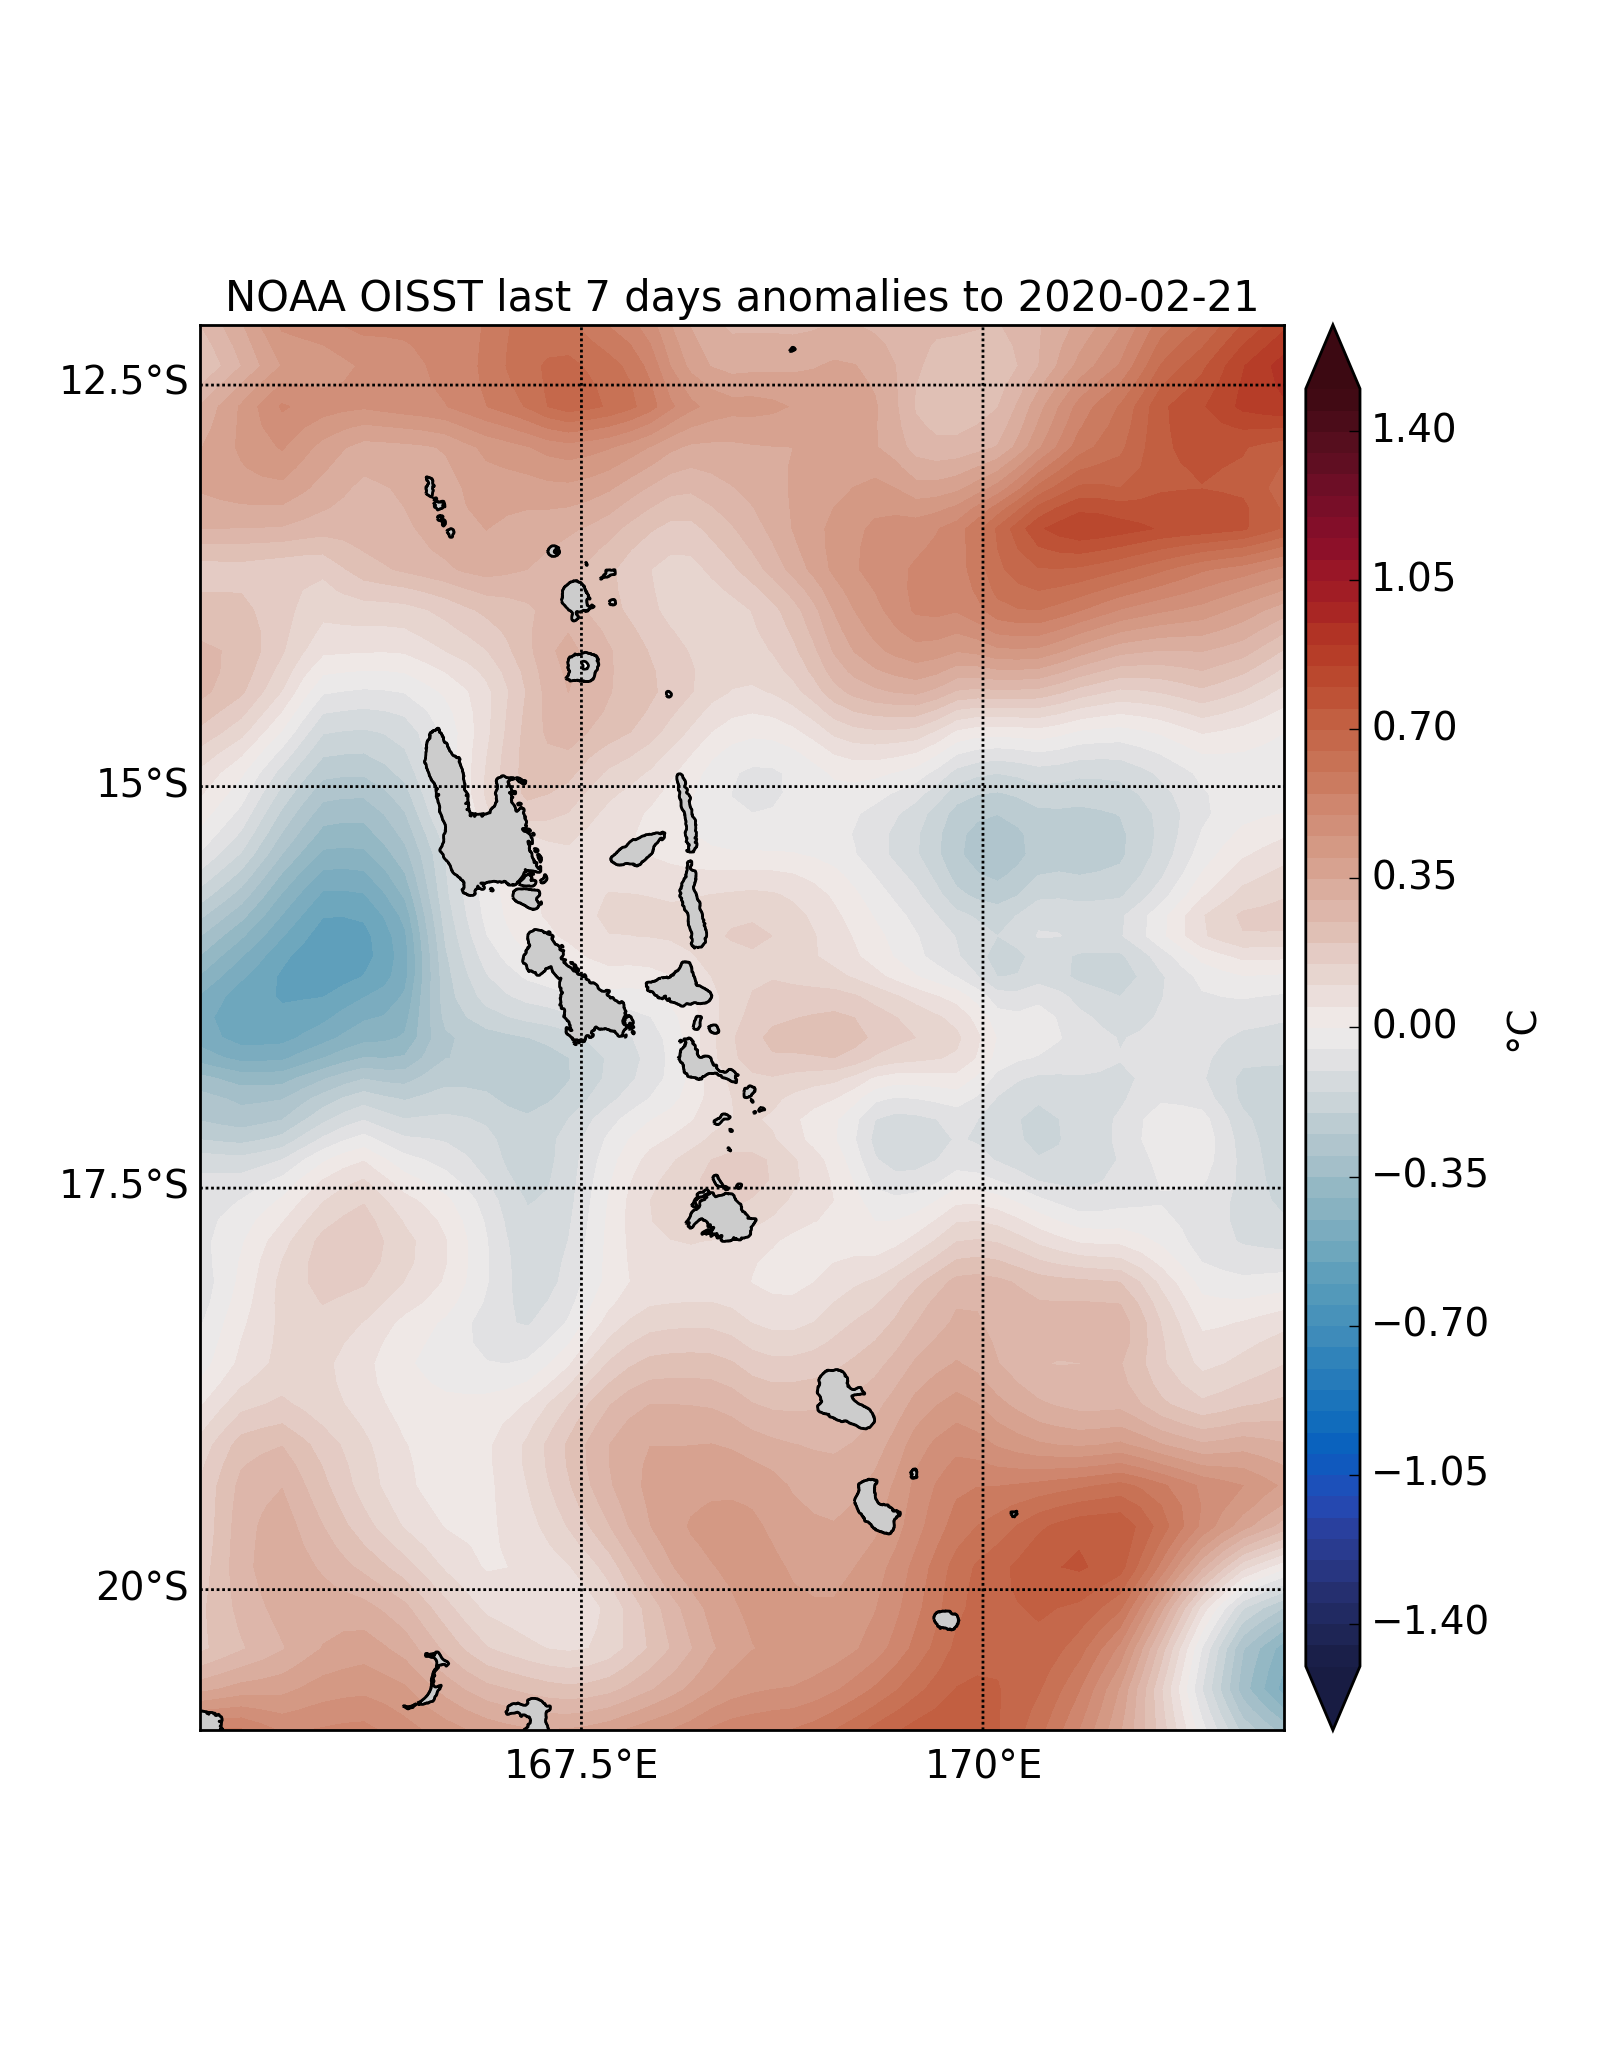 NOAA OISST last 7 days anomalies to 2020-02-21
12.5°S
15°S
17.5°S
20°S
167.5°E
170°E
1.40
1.05
0.70
0.35
0.00
−0.35
−0.70
−1.05
−1.40
°C